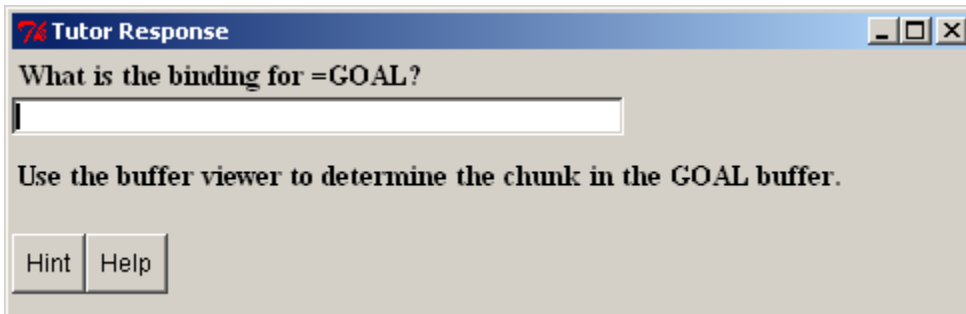 Tutor Response
What is the binding for =GOAL?
Use the buffer viewer to determine the chunk in the GOAL buffer.
Hint Help